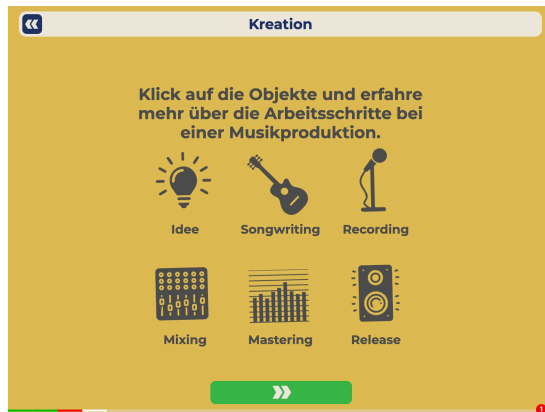 Kreation
Klick auf die Objekte und erfahre
mehr über die Arbeitsschritte bei
einer Musikproduktion.
Idee Songwriting Recording
Mixing Mastering Release
1